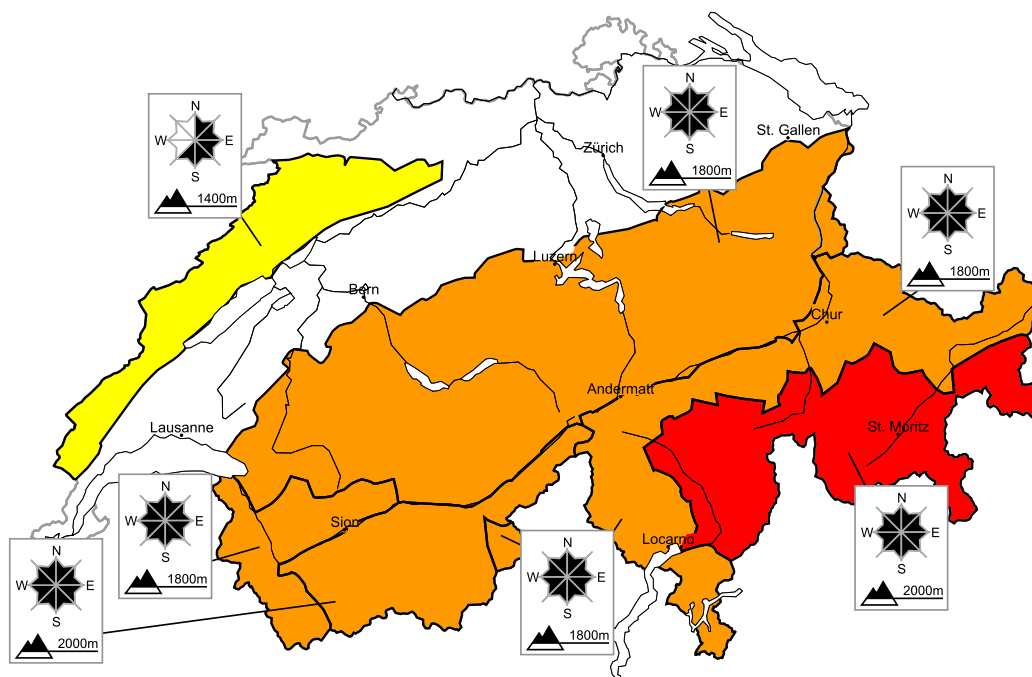 N
W E
S
1400m
N
W E
S
1800m
St. Gallen
Zürich
N
W E
S
1800m
Luzern
Bern
Chur
Andermatt
Lausanne
St. Moritz
N
W E
S
1800m
Sion
Locarno
N
W E
S
2000m
N
W E
S
2000m
N
W E
S
1800m